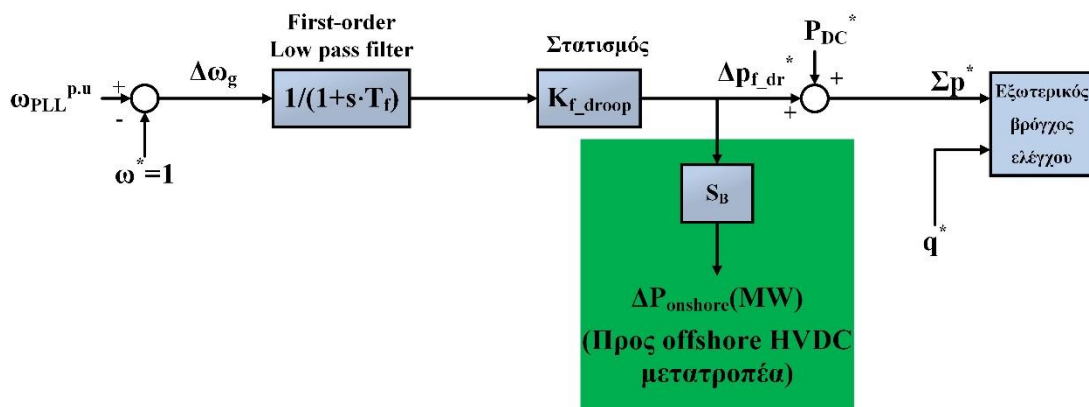 First-order
Low pass filter
Στατισμός
P_DC^*
ω_PLL^p.u
+
-
Δω_g
1/(1+s·T_f)
K_f_droop
Δp_f_dr^*
+
+
Σp^*
Εξωτερικός
βρόγχος
ελέγχου
ω^*=1
S_B
q^*
ΔP_onshore(MW)
(Προς offshore HVDC
μετατροπέα)